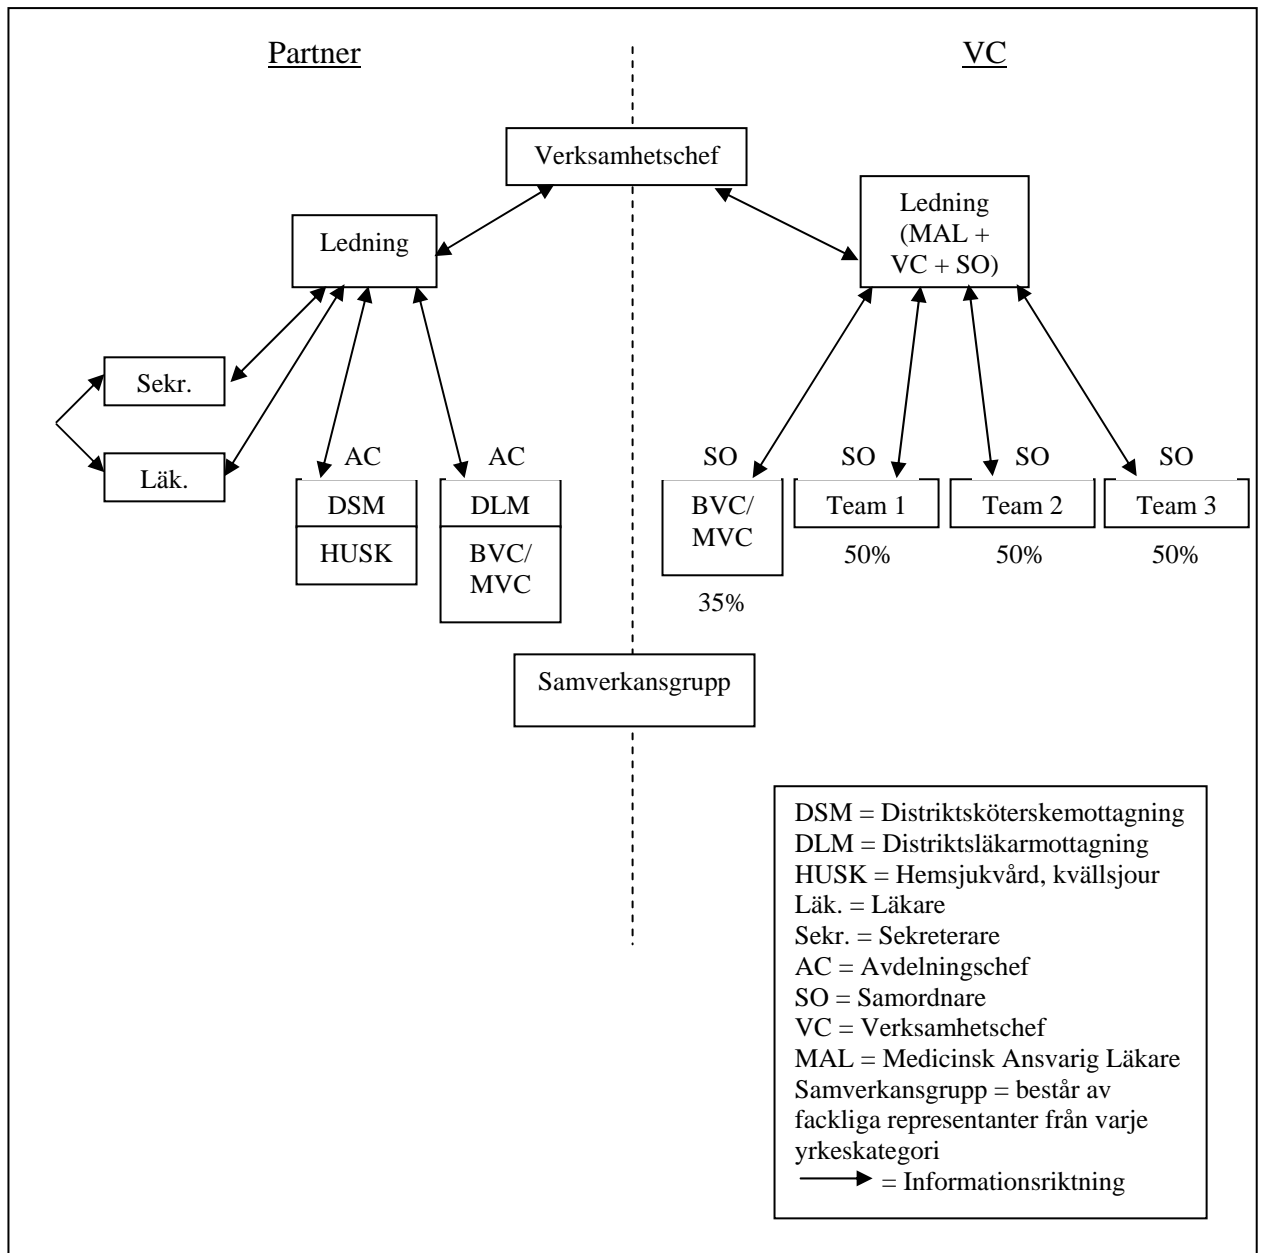 Partner
VC
Verksamhetschef
Ledning
Ledning
(MAL +
VC + SO)
Sekr.
Läk.
AC
AC
SO
SO
SO
SO
DSM
HUSK
DLM
BVC/
MVC
BVC/
MVC
Team 1
Team 2
Team 3
50%
50%
50%
35%
Samverkansgrupp
DSM = Distriktsköterskemottagning
DLM = Distriktsläkarmottagning
HUSK = Hemsjukvård, kvällsjour
Läk. = Läkare
Sekr. = Sekreterare
AC = Avdelningschef
SO = Samordnare
VC = Verksamhetschef
MAL = Medicinsk Ansvarig Läkare
Samverkansgrupp = består av
fackliga representanter från varje
yrkeskategori
= Informationsriktning